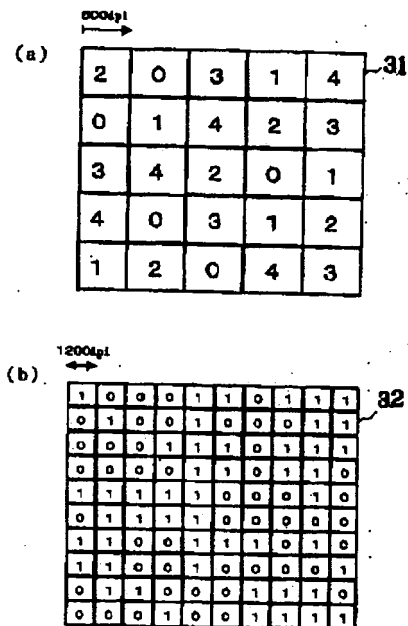 600dpi
(a)
2 0 3 1 4 31
0 1 4 2 3
3 4 2 0 1
4 0 3 1 2
1 2 0 4 3
1200dpi
(b)
1 0 0 0 1 1 0 1 1 1
0 1 0 0 1 0 0 0 1 1 32
0 0 0 1 1 1 0 1 1 1
0 0 0 0 1 1 0 1 1 0
1 1 1 1 1 0 0 0 1 0
0 1 1 1 1 0 0 0 0 0
1 1 0 0 1 1 1 0 1 0
1 1 0 0 1 0 0 0 0 1
0 1 1 0 0 0 1 1 1 0
0 0 0 1 0 0 1 1 1 1